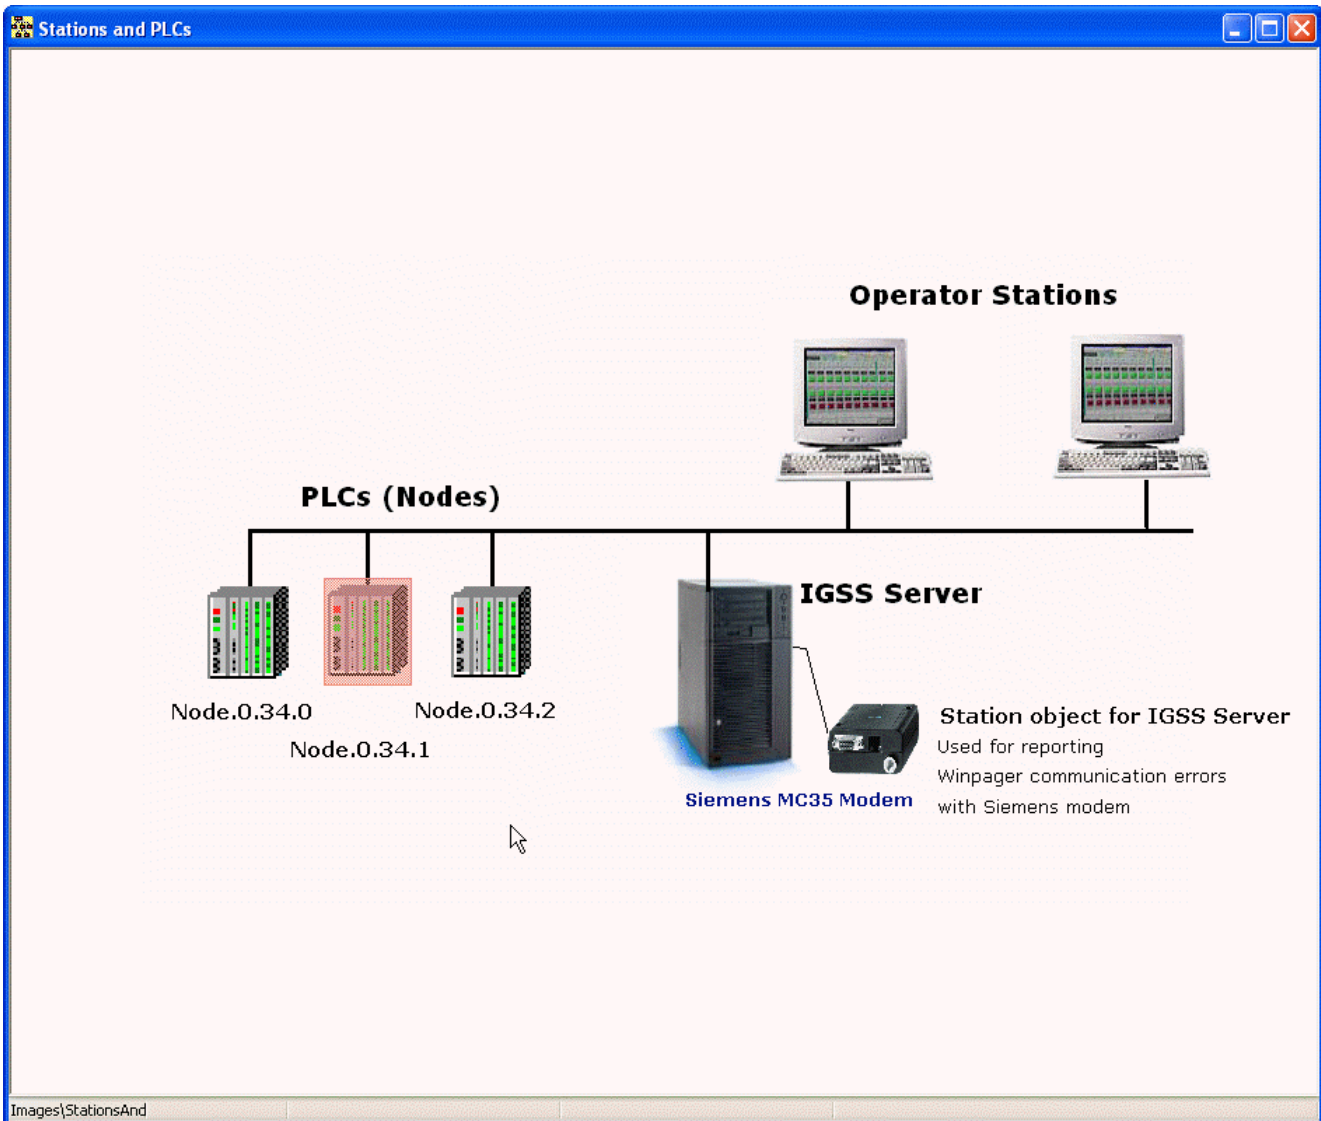 Stations and PLCs
Operator Stations
PLCs (Nodes)
IGSS Server
Node.0.34.0
Node.0.34.2
Node.0.34.1
Station object for IGSS Server
Used for reporting
Winpager communication errors
with Siemens modem
Siemens MC35 Modem
Images\StationsAnd